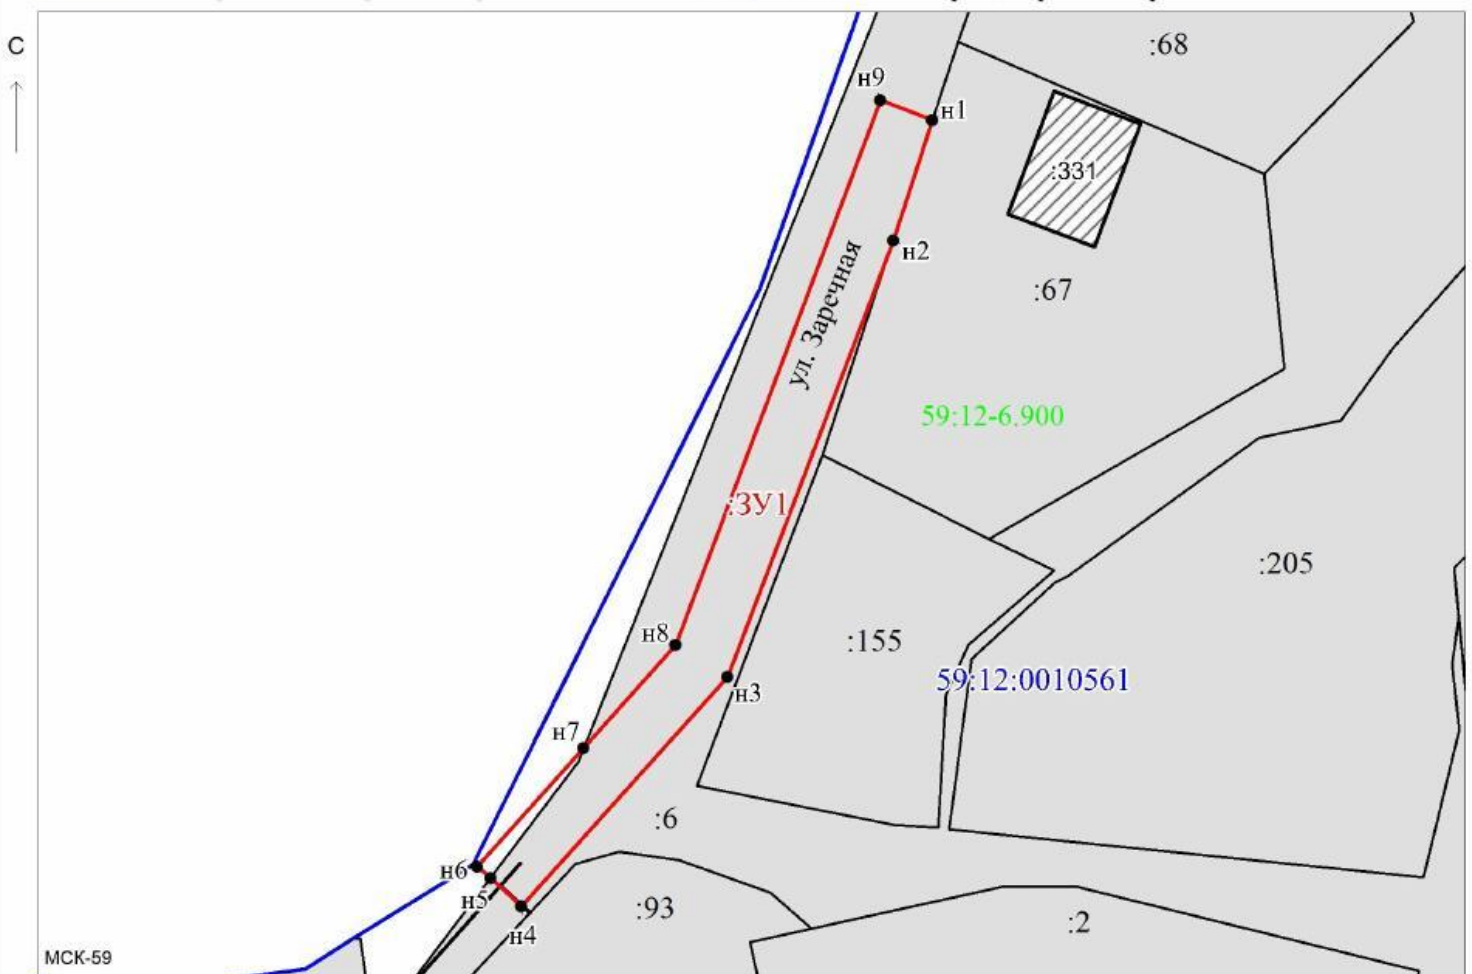 С
:68
н9
н1
:331
н2
:67
ул. Заречная
59:12-6.900
:ЗУ1
:205
н8
:155
59:12:0010561
н3
н7
:6
н6
н5
:93
:2
н4
МСК-59